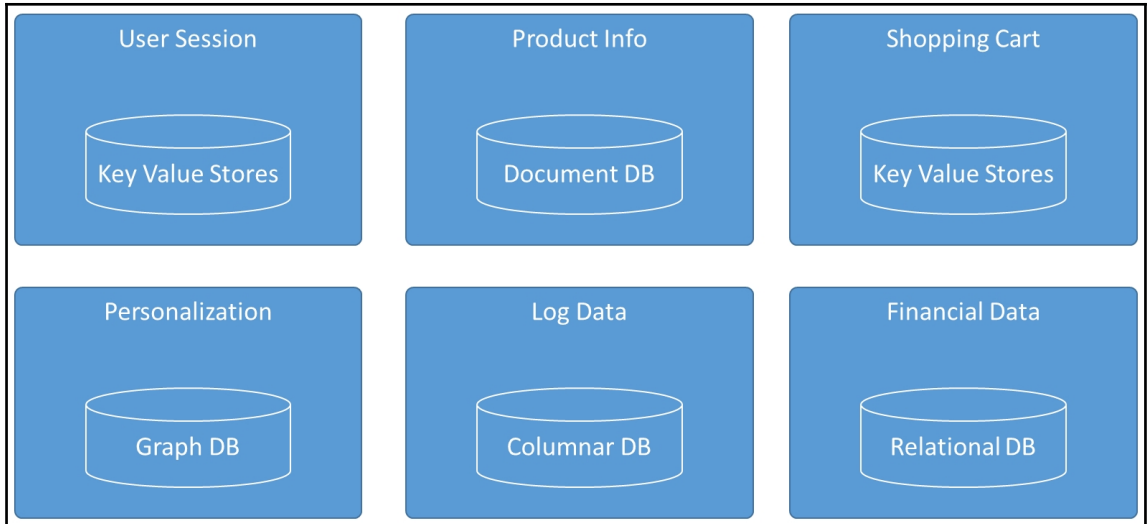 User Session
Key Value Stores
Product Info
Document DB
Shopping Cart
Key Value Stores
Personalization
Graph DB
Log Data
Columnar DB
Financial Data
Relational DB